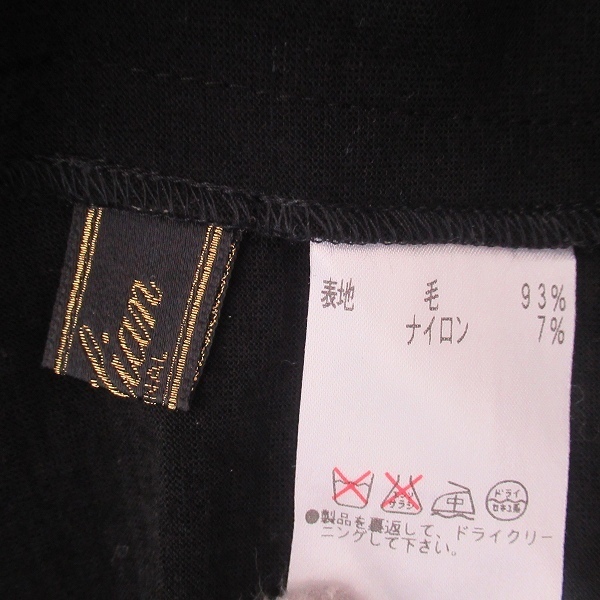 表地 毛 93%
ナイロン 7%
中
ドライ
●製品を裏返して、ドライクリー
ニングして下さい。